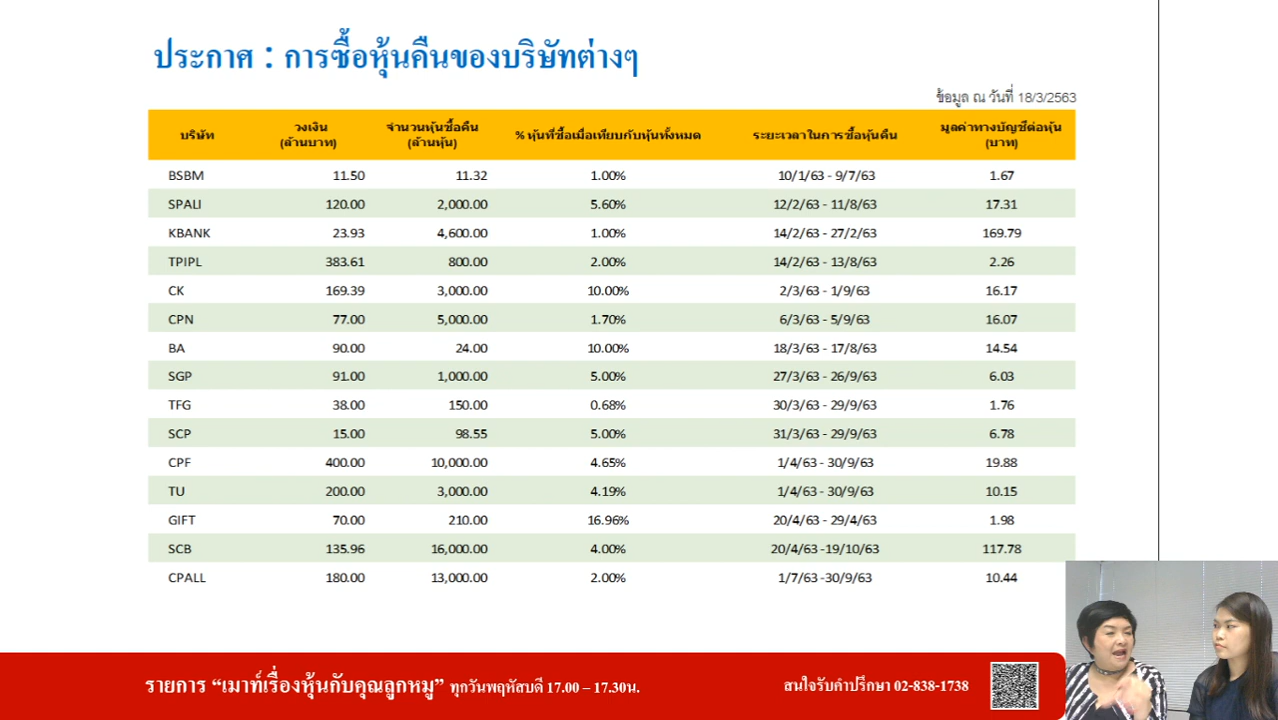 ประกาศ : การซื้อหุ้นคืนของบริษัทต่างๆ
ข้อมูล ณ วันที่ 18/3/2563
บริษัท วงเงิน (ล้านบาท) จำนวนหุ้นซื้อคืน (ล้านหุ้น) % หุ้นที่ซื้อเมื่อเทียบกับหุ้นทั้งหมด ระยะเวลาในการซื้อหุ้นคืน มูลค่าทางบัญชีต่อหุ้น (บาท)
BSBM 11.50 11.32 1.00% 10/1/63 - 9/7/63 1.67
SPALI 120.00 2,000.00 5.60% 12/2/63 - 11/8/63 17.31
KBANK 23.93 4,600.00 1.00% 14/2/63 - 27/2/63 169.79
TPIPL 383.61 800.00 2.00% 14/2/63 - 13/8/63 2.26
CK 169.39 3,000.00 10.00% 2/3/63 - 1/9/63 16.17
CPN 77.00 5,000.00 1.70% 6/3/63 - 5/9/63 16.07
BA 90.00 24.00 10.00% 18/3/63 - 17/8/63 14.54
SGP 91.00 1,000.00 5.00% 27/3/63 - 26/9/63 6.03
TFG 38.00 150.00 0.68% 30/3/63 - 29/9/63 1.76
SCP 15.00 98.55 5.00% 31/3/63 - 29/9/63 6.78
CPF 400.00 10,000.00 4.65% 1/4/63 - 30/9/63 19.88
TU 200.00 3,000.00 4.19% 1/4/63 - 30/9/63 10.15
GIFT 70.00 210.00 16.96% 20/4/63 - 29/4/63 1.98
SCB 135.96 16,000.00 4.00% 20/4/63 -19/10/63 117.78
CPALL 180.00 13,000.00 2.00% 1/7/63 -30/9/63 10.44
รายการ “เมาท์เรื่องหุ้นกับคุณลูกหมู” ทุกวันพฤหัสบดี 17.00 – 17.30น.
สนใจรับคำปรึกษา 02-838-1738